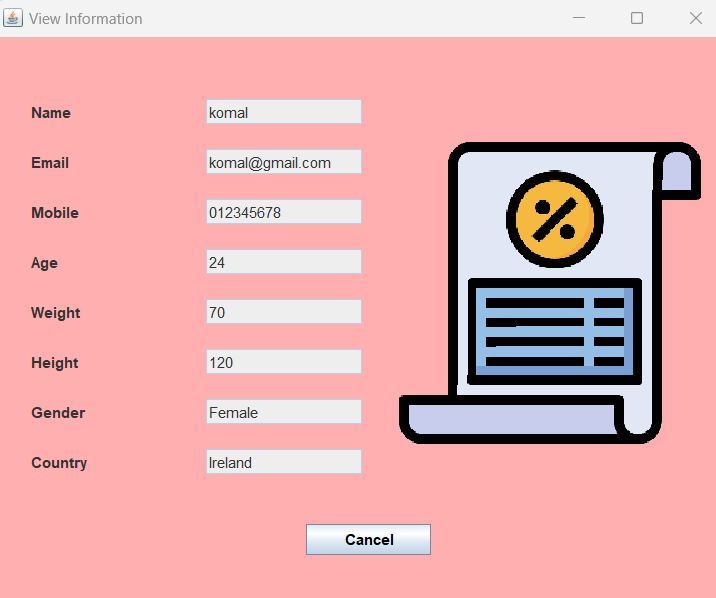 View Information
Name komal
Email komal@gmail.com
Mobile 012345678
Age 24
Weight 70
Height 120
Gender Female
Country Ireland
%
Cancel